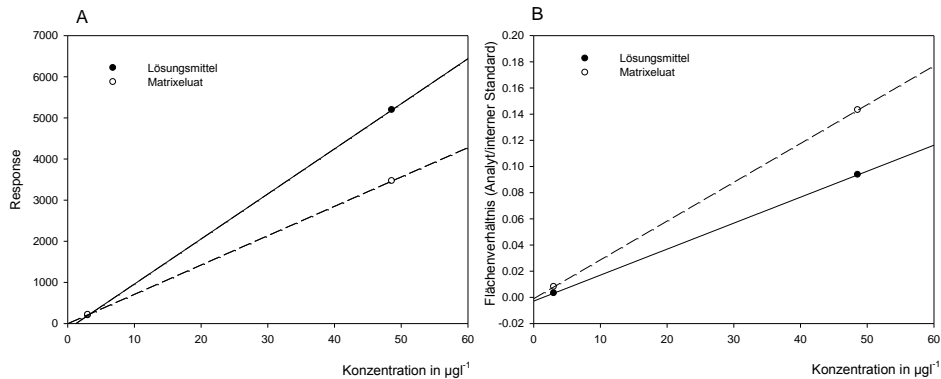 A
7000
6000
5000
4000
3000
2000
1000
0
Response
Lösungsmittel
Matrixeluat
0 10 20 30 40 50 60
Konzentration in µgl-1
B
0.20
0.18
0.16
0.14
0.12
0.10
0.08
0.06
0.04
0.02
0.00
-0.02
Flächenverhältnis (Analyt/interner Standard)
Lösungsmittel
Matrixeluat
0 10 20 30 40 50 60
Konzentration in µgl-1